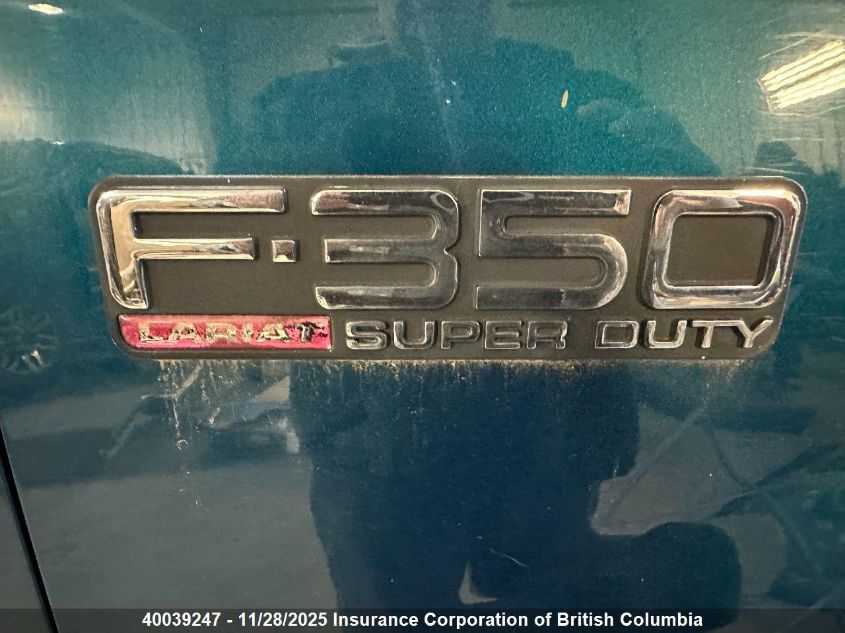 F-350
LARIAT SUPER DUTY
40039247 - 11/28/2025 Insurance Corporation of British Columbia